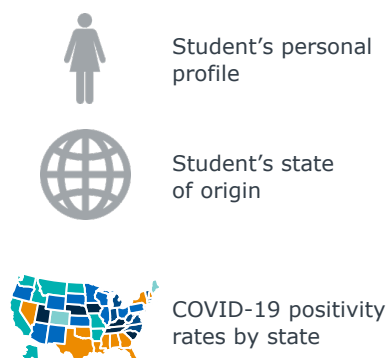 Student’s personal
profile
Student’s state
of origin
COVID-19 positivity
rates by state